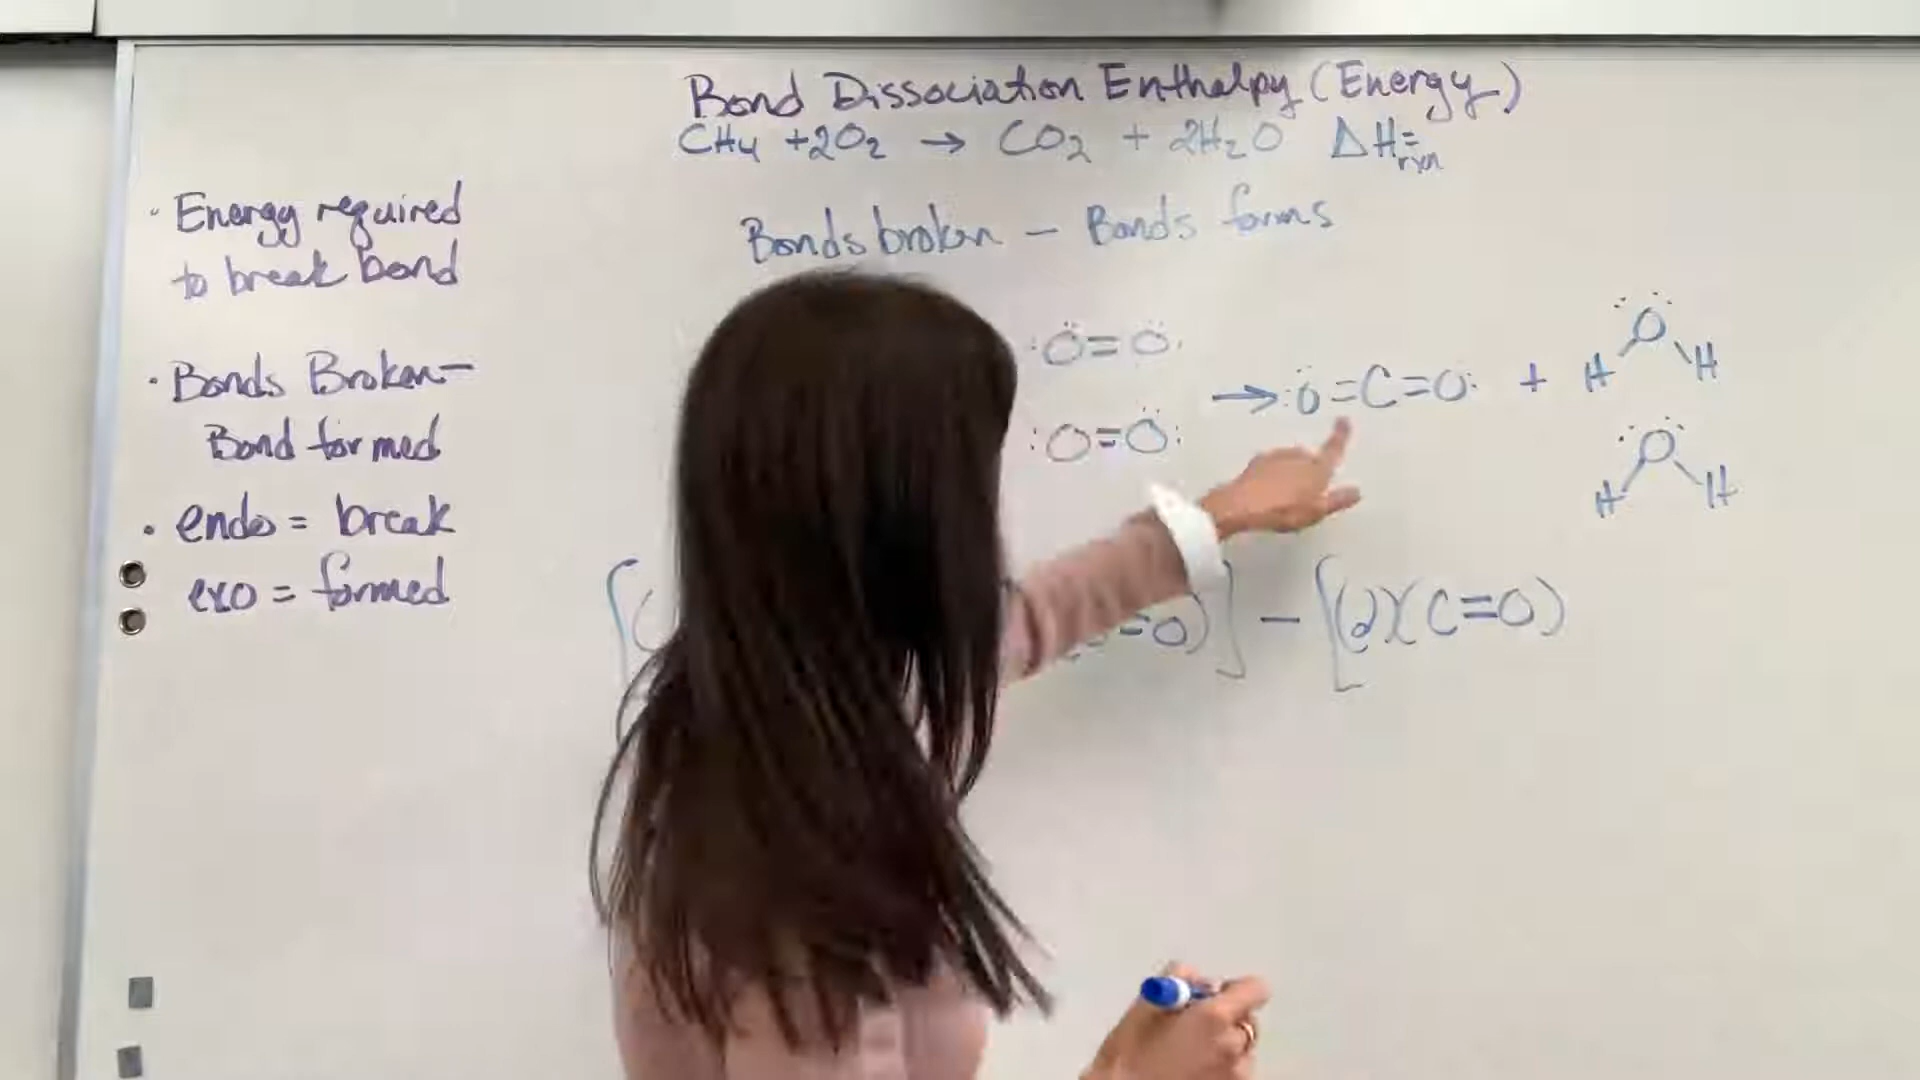 Bond Dissociation Enthalpy (Energy)
CH4 + 2O2 → CO2 + 2H2O ΔHrxn=
Bonds broken - Bonds forms
· Energy required
to break bond
· Bonds Broken-
Bond formed
· endo = break
exo = formed
:Ö=Ö:
:O=Ö:
→ :Ö=C=O: +
O
H H
O
H H
[( =O)] - [(2)(C=O)